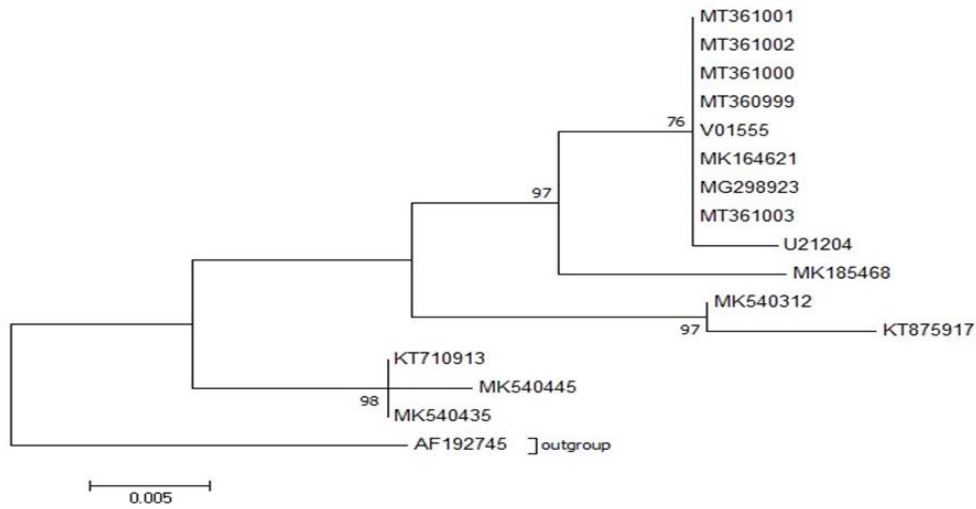 MT361001
MT361002
MT361000
MT360999
76
V01555
MK164621
97
MG298923
MT361003
U21204
MK185468
MK540312
97
KT875917
KT710913
MK540445
98
MK540435
AF192745 outgroup
0.005